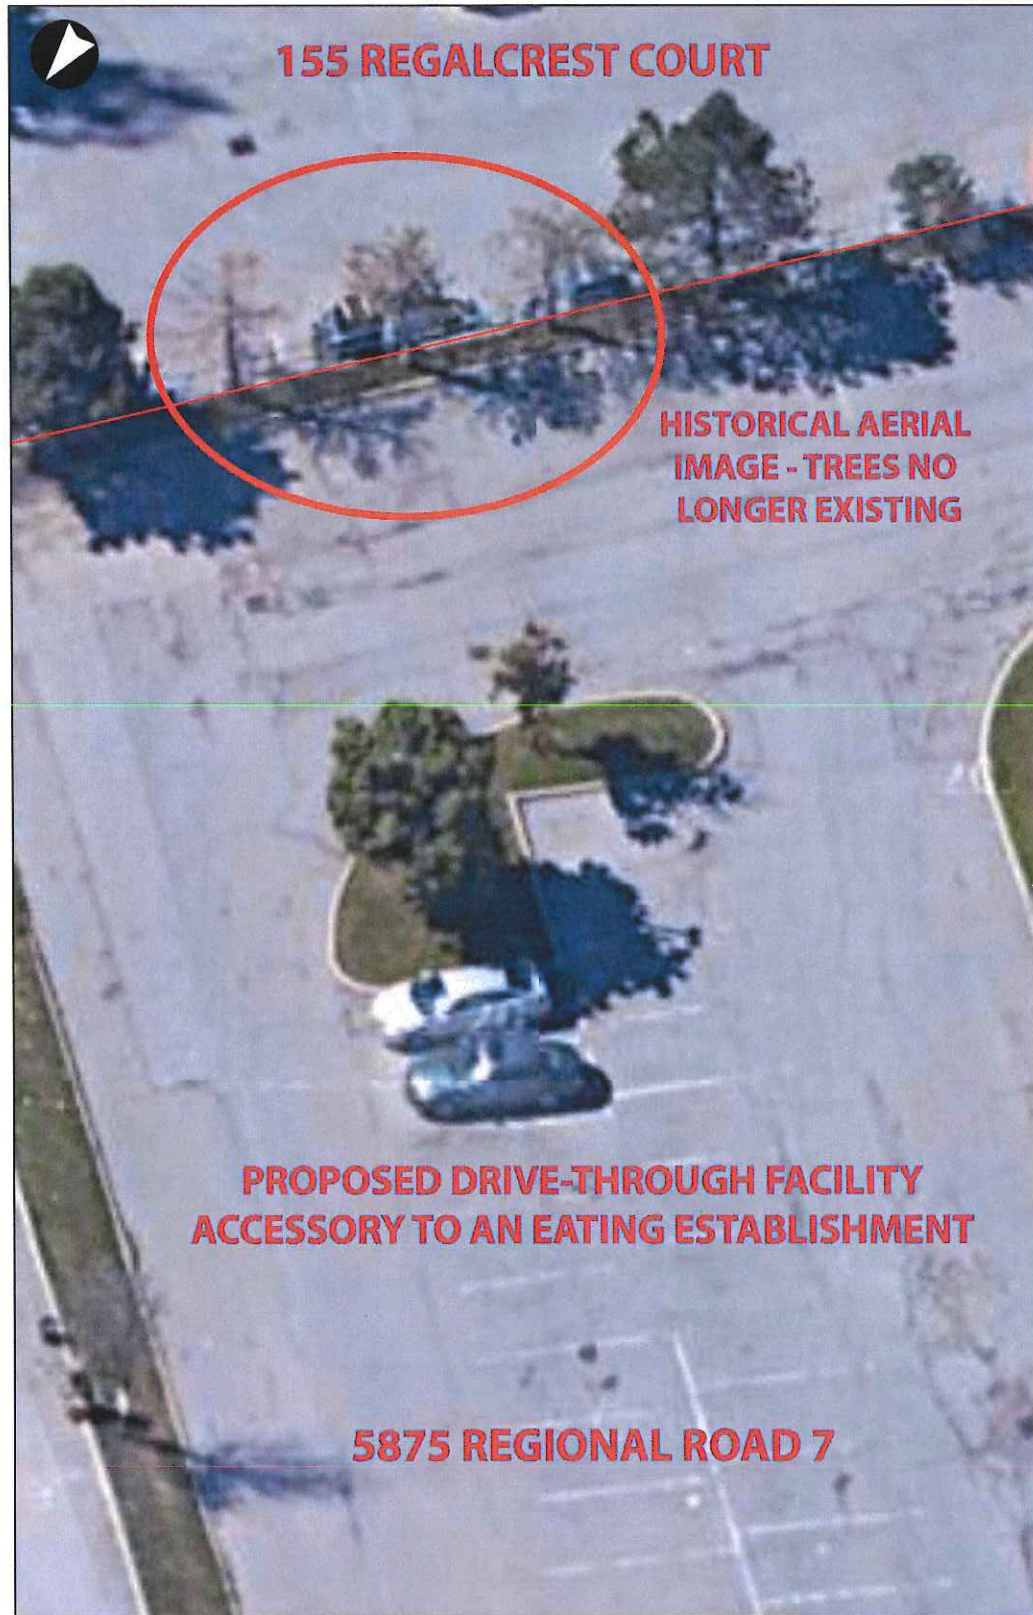 155 REGALCREST COURT
HISTORICAL AERIAL
IMAGE - TREES NO
LONGER EXISTING
PROPOSED DRIVE-THROUGH FACILITY
ACCESSORY TO AN EATING ESTABLISHMENT
5875 REGIONAL ROAD 7